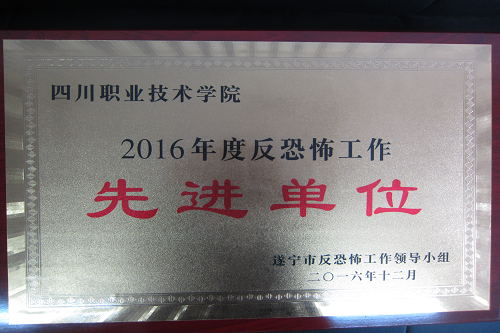 四川职业技术学院
2016年度反恐怖工作
先进单位
遂宁市反恐怖工作领导小组
二〇一六年十二月